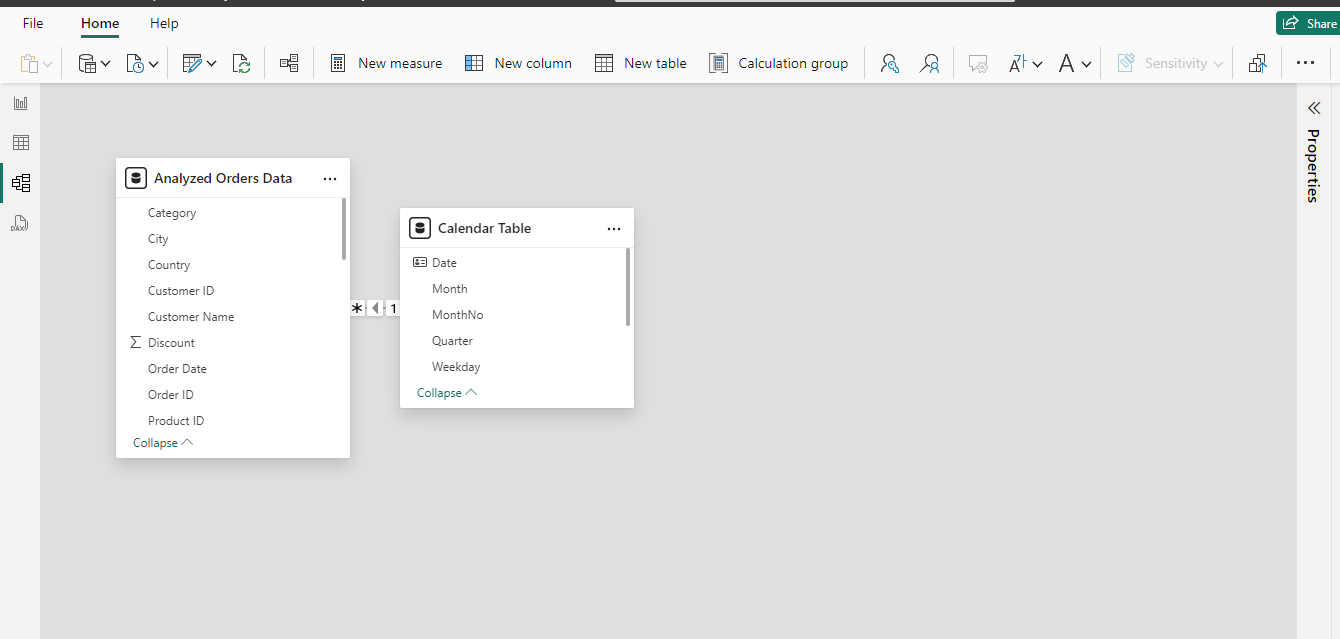 File Home Help
Share
New measure New column New table Calculation group Sensitivity
Properties
DAX
Analyzed Orders Data
Category
City
Country
Customer ID
Customer Name
Discount
Order Date
Order ID
Product ID
Collapse
* 1
Calendar Table
Date
Month
MonthNo
Quarter
Weekday
Collapse